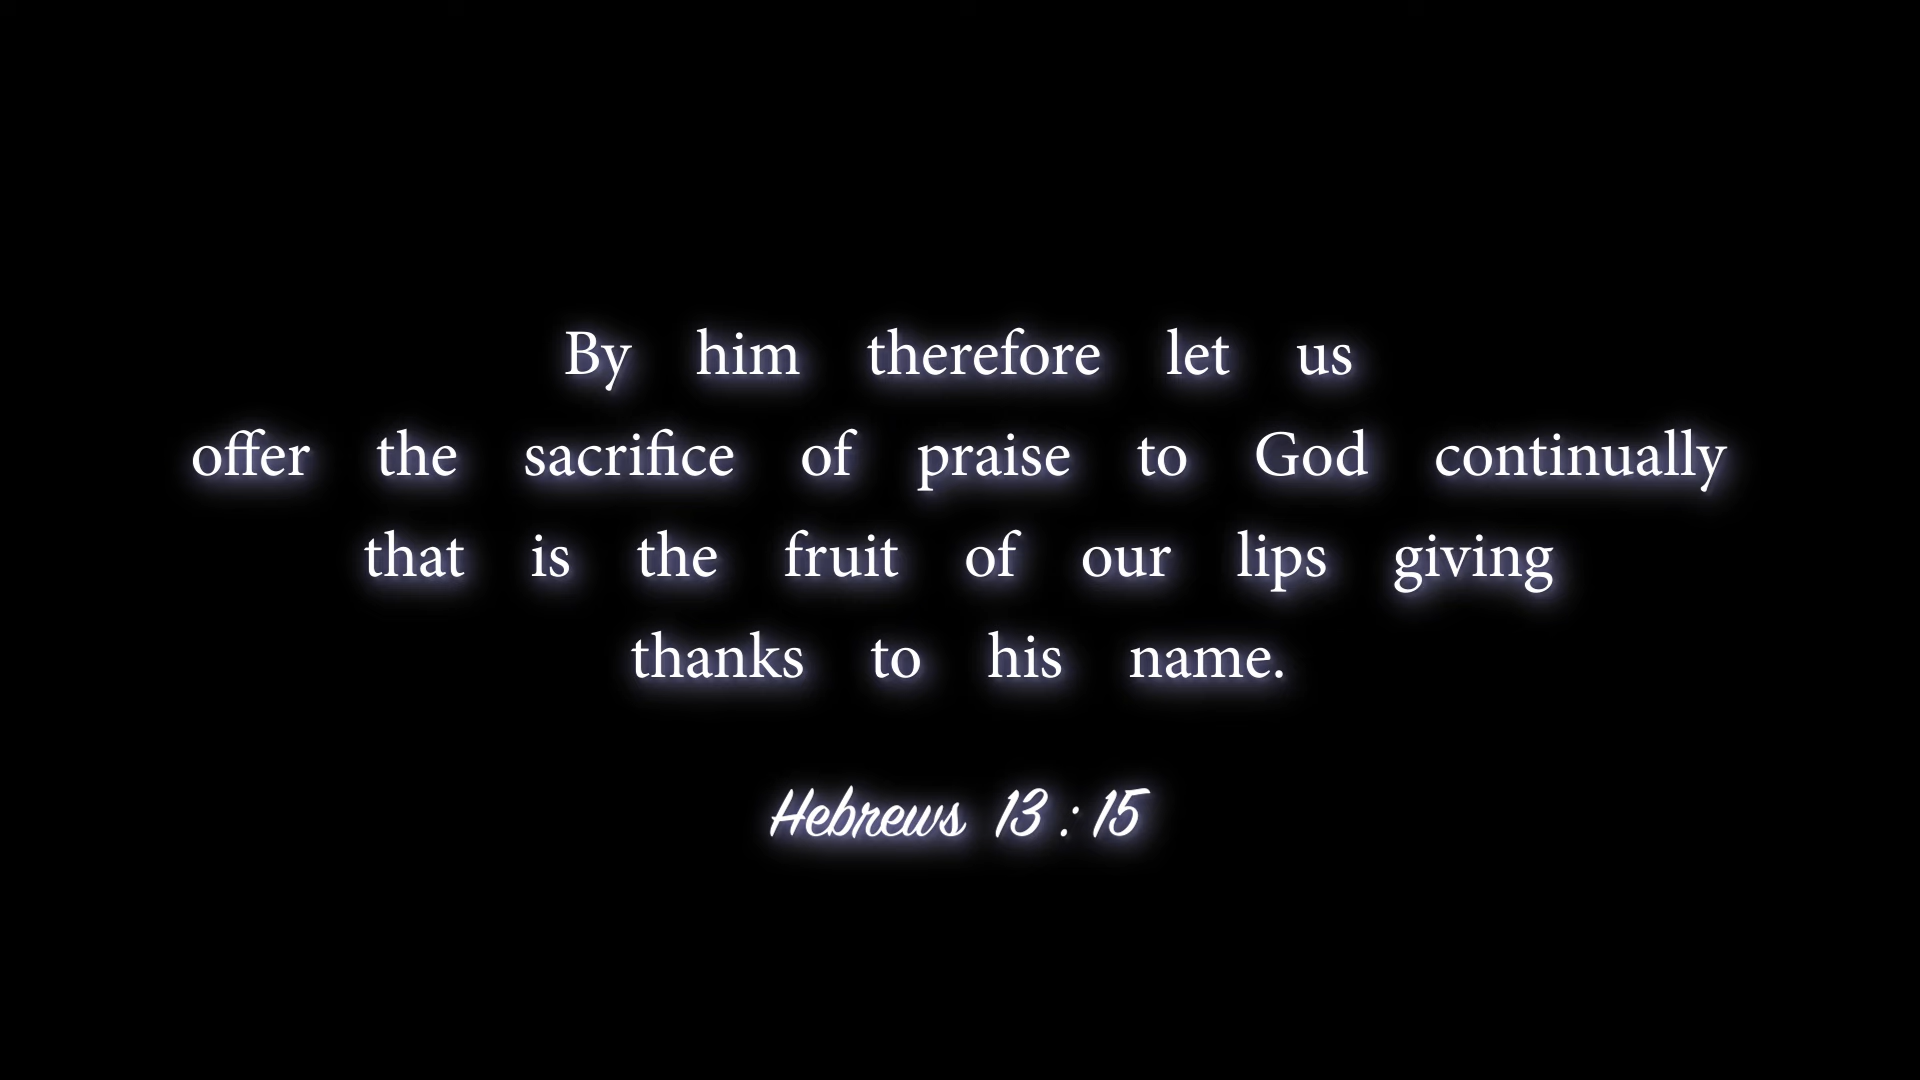 By him therefore let us
offer the sacrifice of praise to God continually
that is the fruit of our lips giving
thanks to his name.
Hebrews 13 : 15